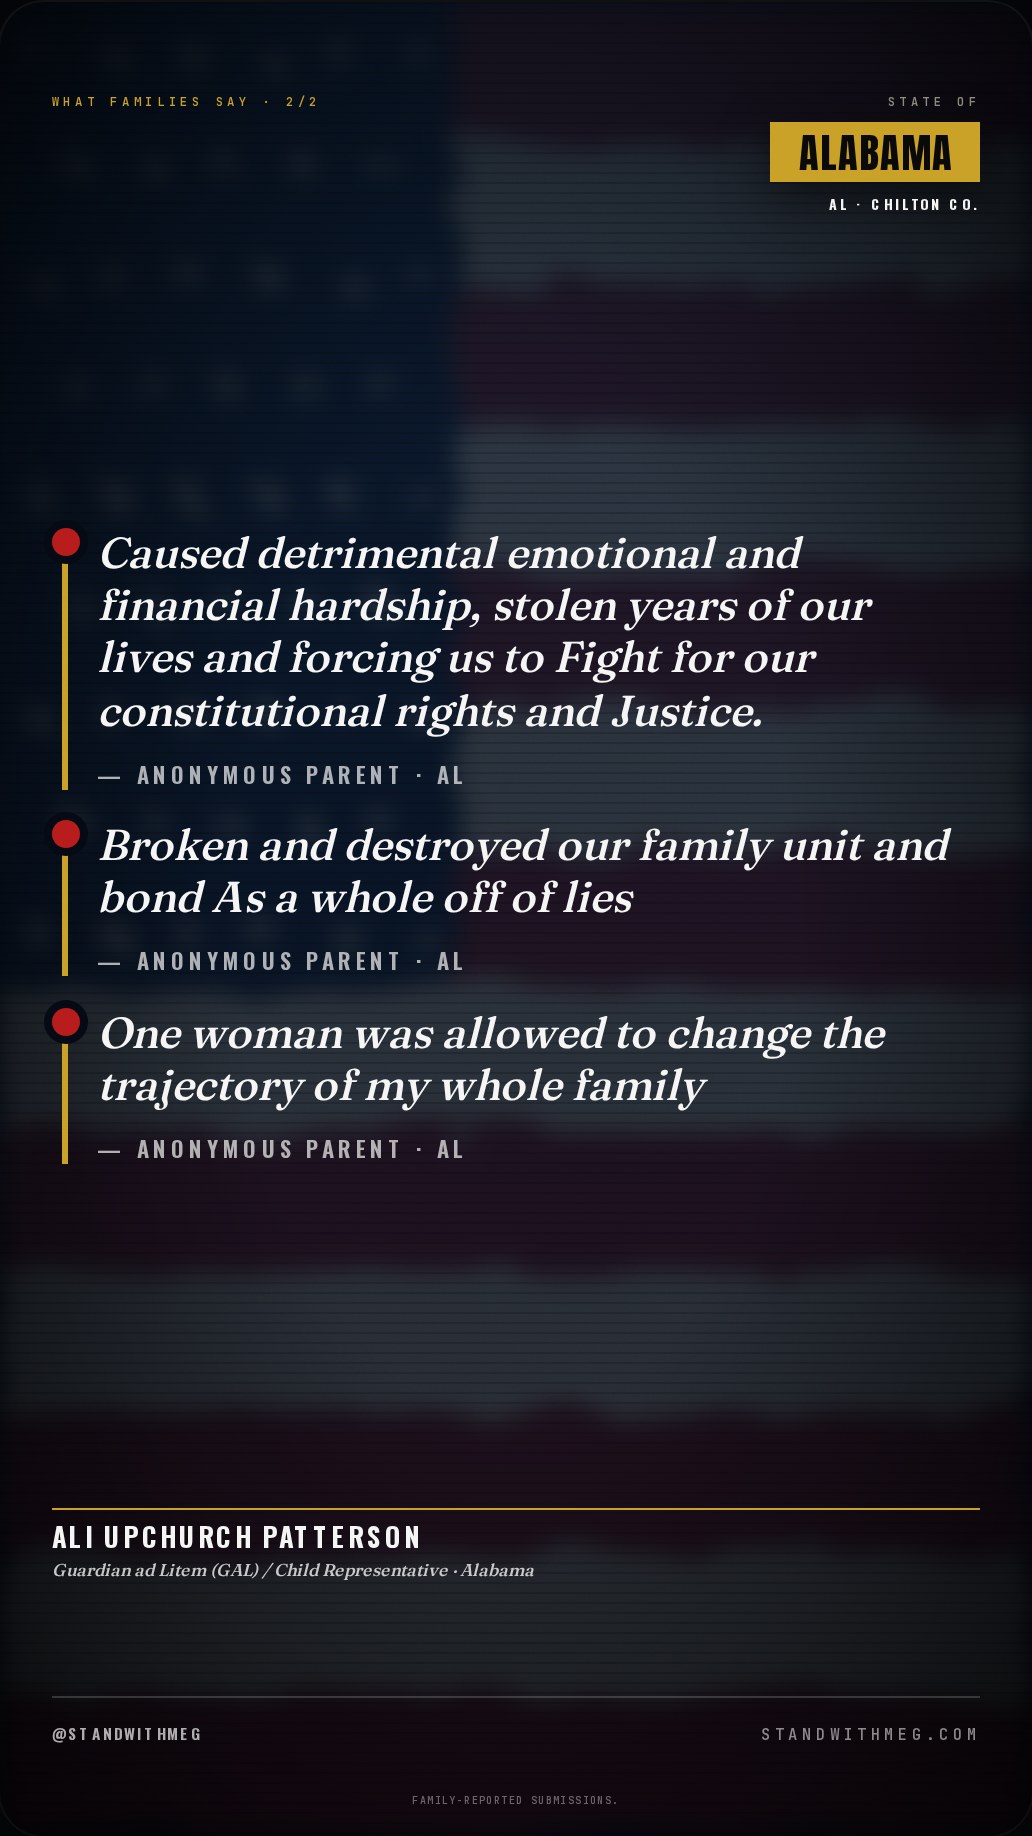 WHAT FAMILIES SAY · 2/2
STATE OF
ALABAMA
AL · CHILTON CO.
Caused detrimental emotional and
financial hardship, stolen years of our
lives and forcing us to Fight for our
constitutional rights and Justice.
— ANONYMOUS PARENT · AL
Broken and destroyed our family unit and
bond As a whole off of lies
— ANONYMOUS PARENT · AL
One woman was allowed to change the
trajectory of my whole family
— ANONYMOUS PARENT · AL
ALI UPCHURCH PATTERSON
Guardian ad Litem (GAL) / Child Representative · Alabama
@STANDWITHMEG
STANDWITHMEG.COM
FAMILY-REPORTED SUBMISSIONS.